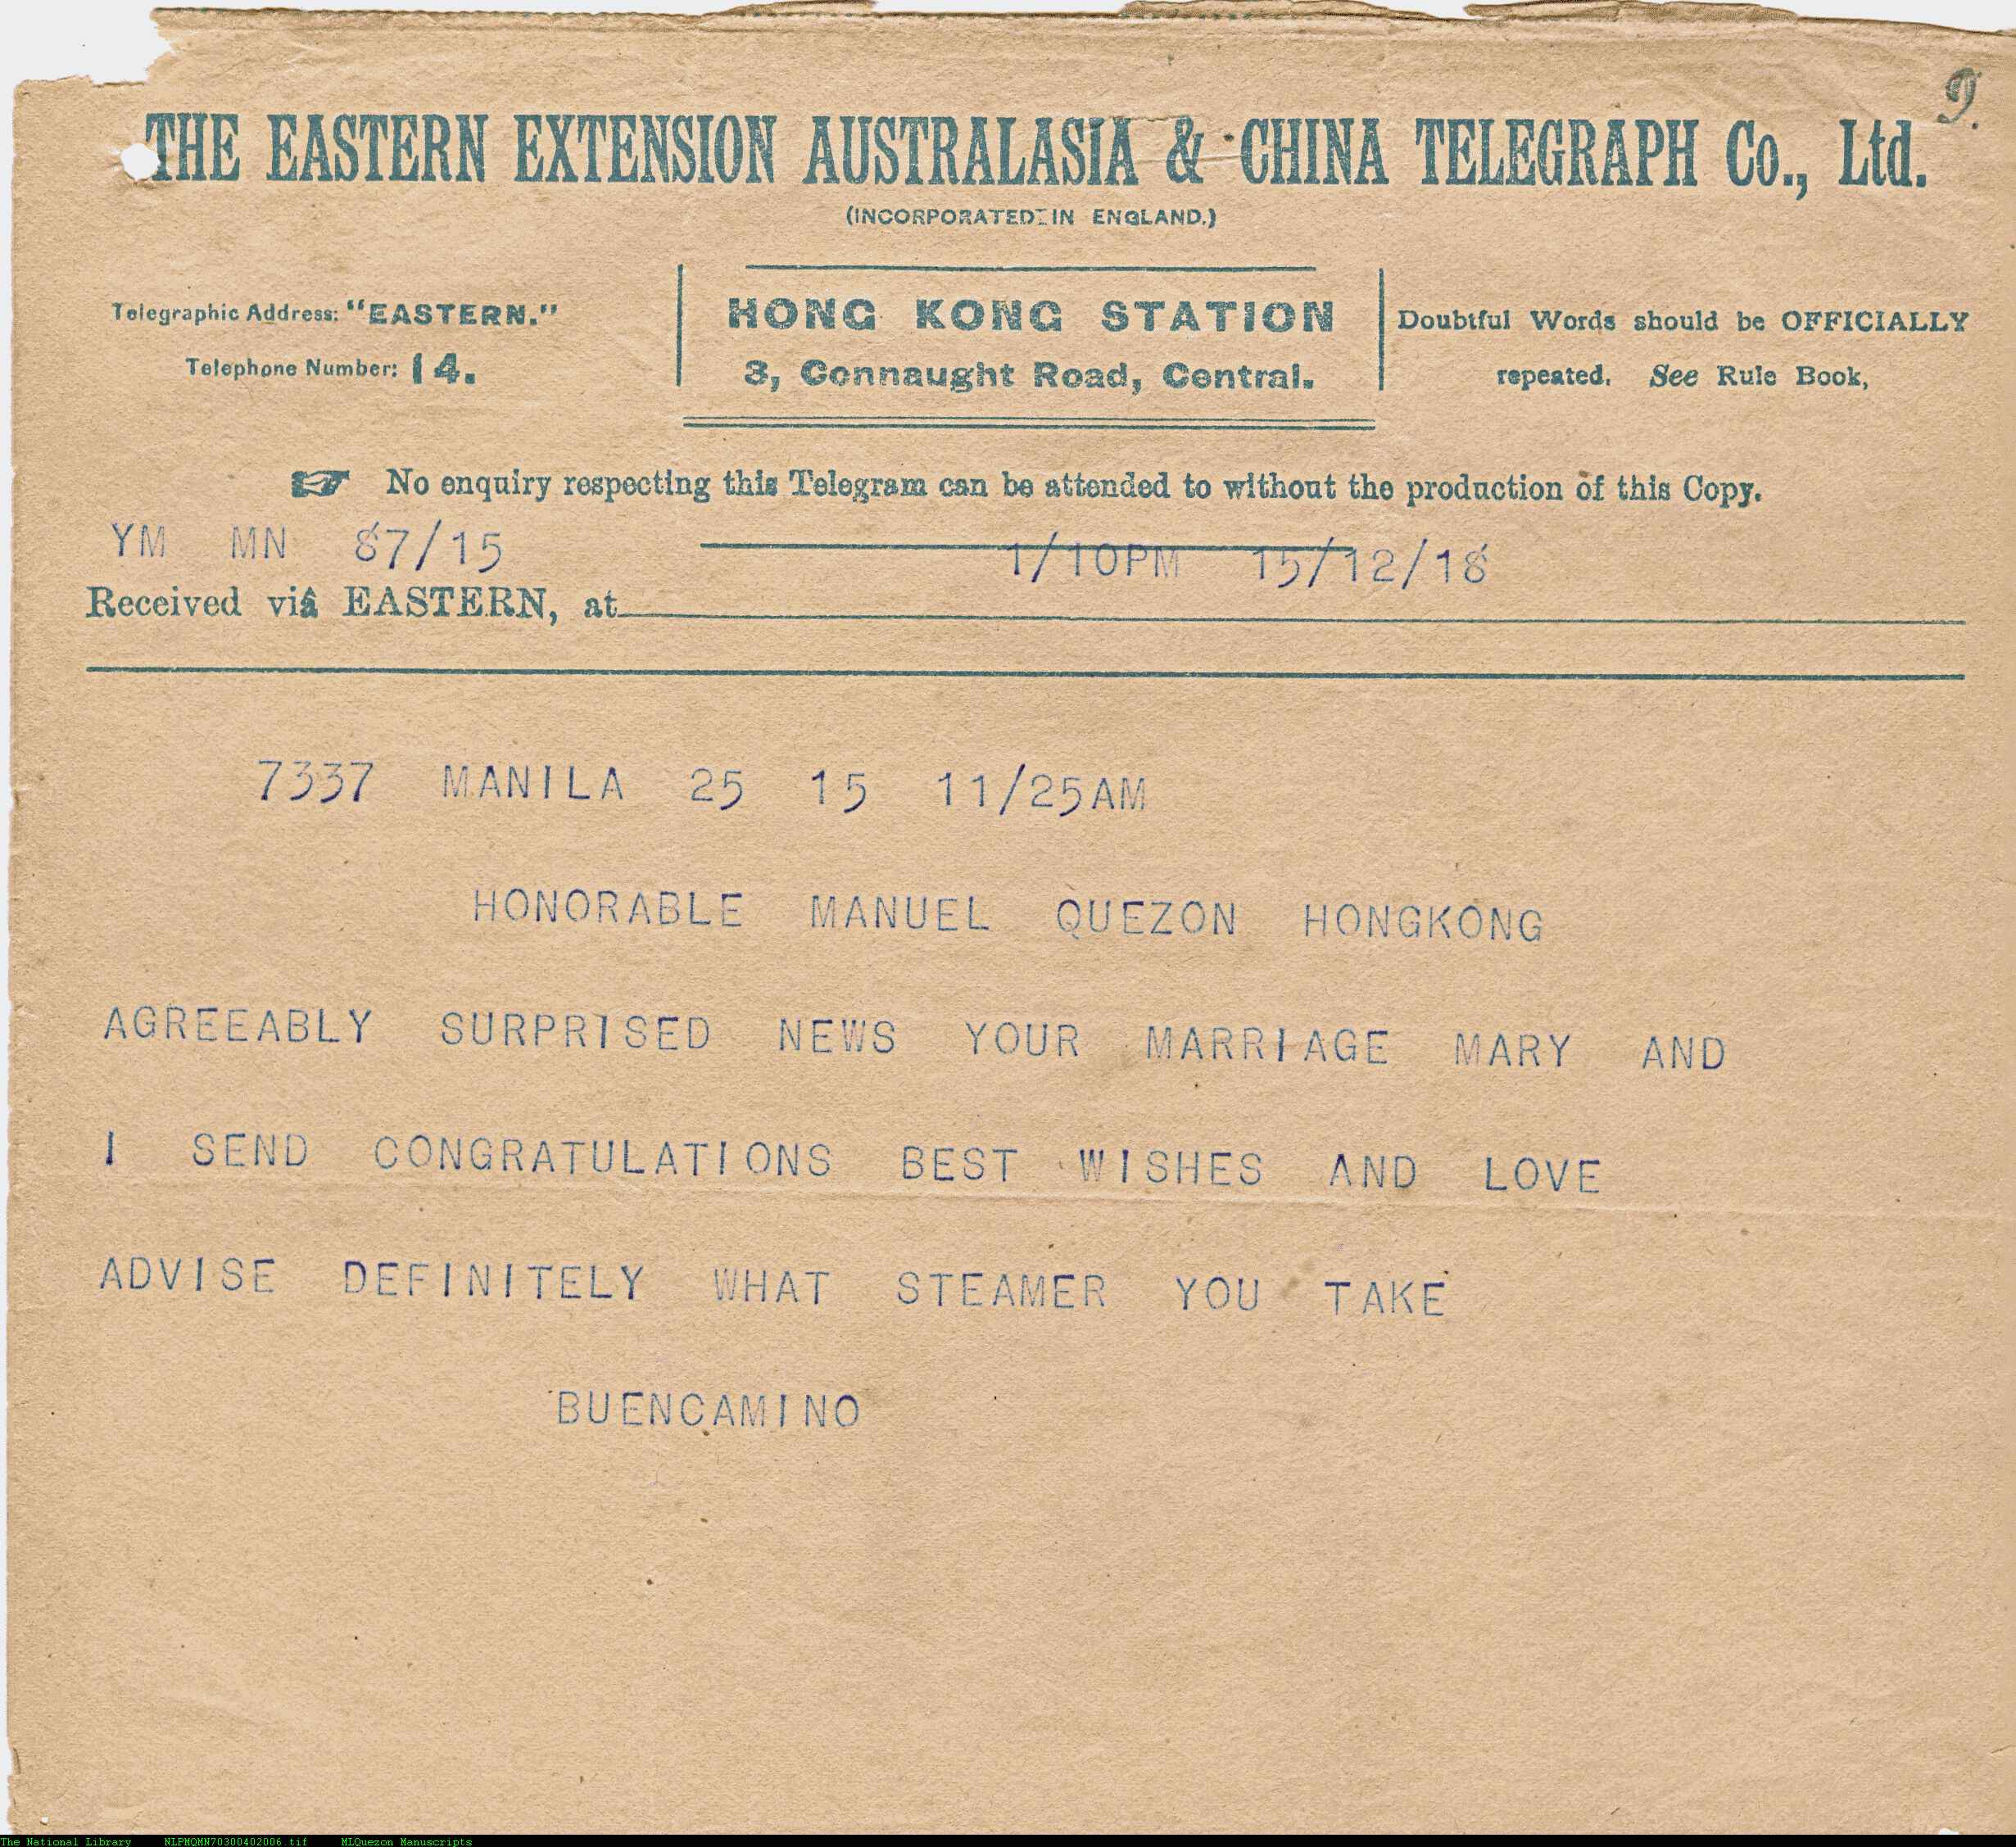 9.
THE EASTERN EXTENSION AUSTRALASIA & CHINA TELEGRAPH Co., Ltd.
(INCORPORATED IN ENGLAND.)
Telegraphic Address: "EASTERN."
Telephone Number: 14.
HONG KONG STATION
3, Connaught Road, Central.
Doubtful Words should be OFFICIALLY
repeated. See Rule Book,
No enquiry respecting this Telegram can be attended to without the production of this Copy.
YM MN 87/15 1/10PM 15/12/18
Received viâ EASTERN, at
7337 MANILA 25 15 11/25AM
HONORABLE MANUEL QUEZON HONGKONG
AGREEABLY SURPRISED NEWS YOUR MARRIAGE MARY AND
I SEND CONGRATULATIONS BEST WISHES AND LOVE
ADVISE DEFINITELY WHAT STEAMER YOU TAKE
BUENCAMINO
The National Library NLPMQMN70300402006.tif MLQuezon Manuscripts